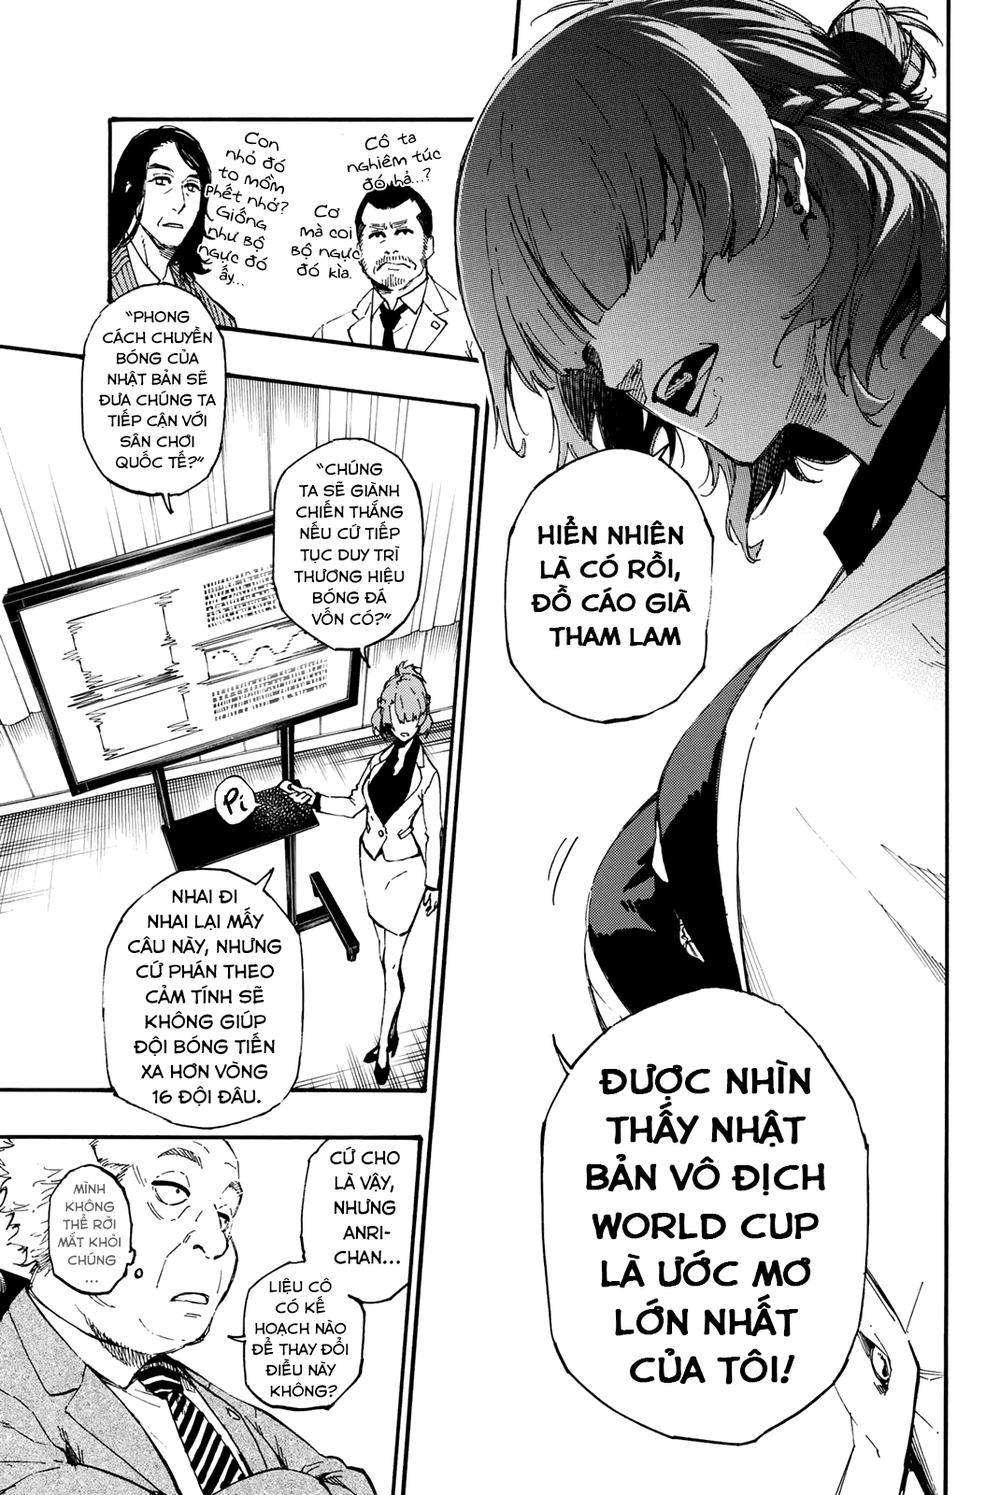 HIỂN NHIÊN
LÀ CÓ RỒI,
ĐỒ CÁO GIÀ
THAM LAM
ĐƯỢC NHÌN
THẤY NHẬT
BẢN VÔ ĐỊCH
WORLD CUP
LÀ ƯỚC MƠ
LỚN NHẤT
CỦA TÔI!
Cô ta
nghiêm túc
đó hả...?
Cơ
mà coi
bộ ngực
đó kìa.
Con
nhỏ đó
to mồm
phết nhở?
Giống
như bộ
ngực đó
ấy...
“PHONG
CÁCH CHUYỀN
BÓNG CỦA
NHẬT BẢN SẼ
ĐƯA CHÚNG TA
TIẾP CẬN VỚI
SÂN CHƠI
QUỐC TẾ?”
“CHÚNG
TA SẼ GIÀNH
CHIẾN THẮNG
NẾU CỨ TIẾP
TỤC DUY TRÌ
THƯƠNG HIỆU
BÓNG ĐÁ
VỐN CÓ?”
Pi
NHAI ĐI
NHAI LẠI MẤY
CÂU NÀY, NHƯNG
CỨ PHÁN THEO
CẢM TÍNH SẼ
KHÔNG GIÚP
ĐỘI BÓNG TIẾN
XA HƠN VÒNG
16 ĐỘI ĐÂU.
CỨ CHO
LÀ VẬY,
NHƯNG
ANRI-
CHAN...
LIỆU CÔ
CÓ KẾ
HOẠCH NÀO
ĐỂ THAY ĐỔI
ĐIỀU NÀY
KHÔNG?
MÌNH
KHÔNG
THỂ RỜI
MẮT KHỎI
CHÚNG
...